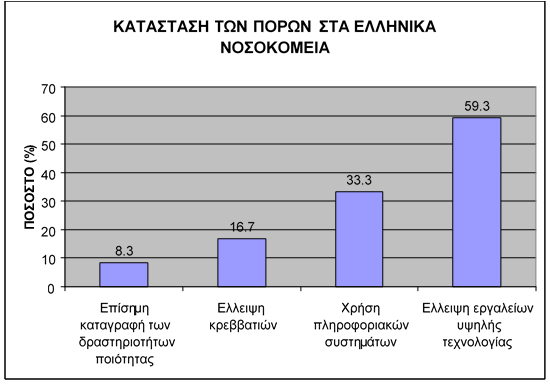 ΚΑΤΑΣΤΑΣΗ ΤΩΝ ΠΟΡΩΝ ΣΤΑ ΕΛΛΗΝΙΚΑ
ΝΟΣΟΚΟΜΕΙΑ
ΠΟΣΟΣΤΟ (%)
70
60
50
40
30
20
10
0
8.3
16.7
33.3
59.3
Επίσημη
καταγραφή των
δραστηριοτήτων
ποιότητας
Ελλειψη
κρεββατιών
Χρήση
πληροφοριακών
συστημάτων
Ελλειψη εργαλείων
υψηλής
τεχνολογίας